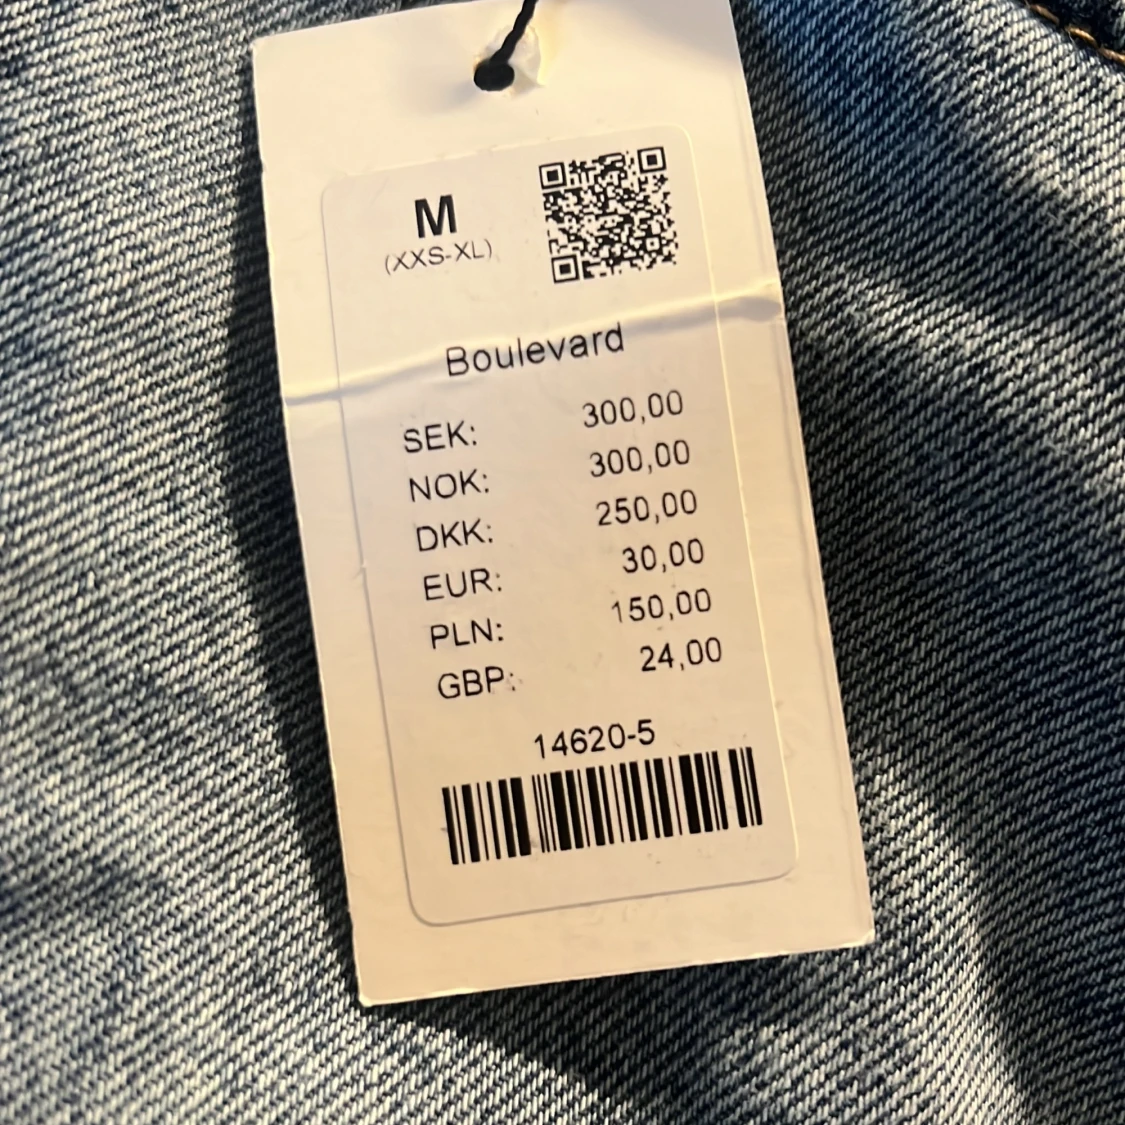 M
(XXS-XL)
Boulevard
SEK: 300,00
NOK: 300,00
DKK: 250,00
EUR: 30,00
PLN: 150,00
GBP: 24,00
14620-5